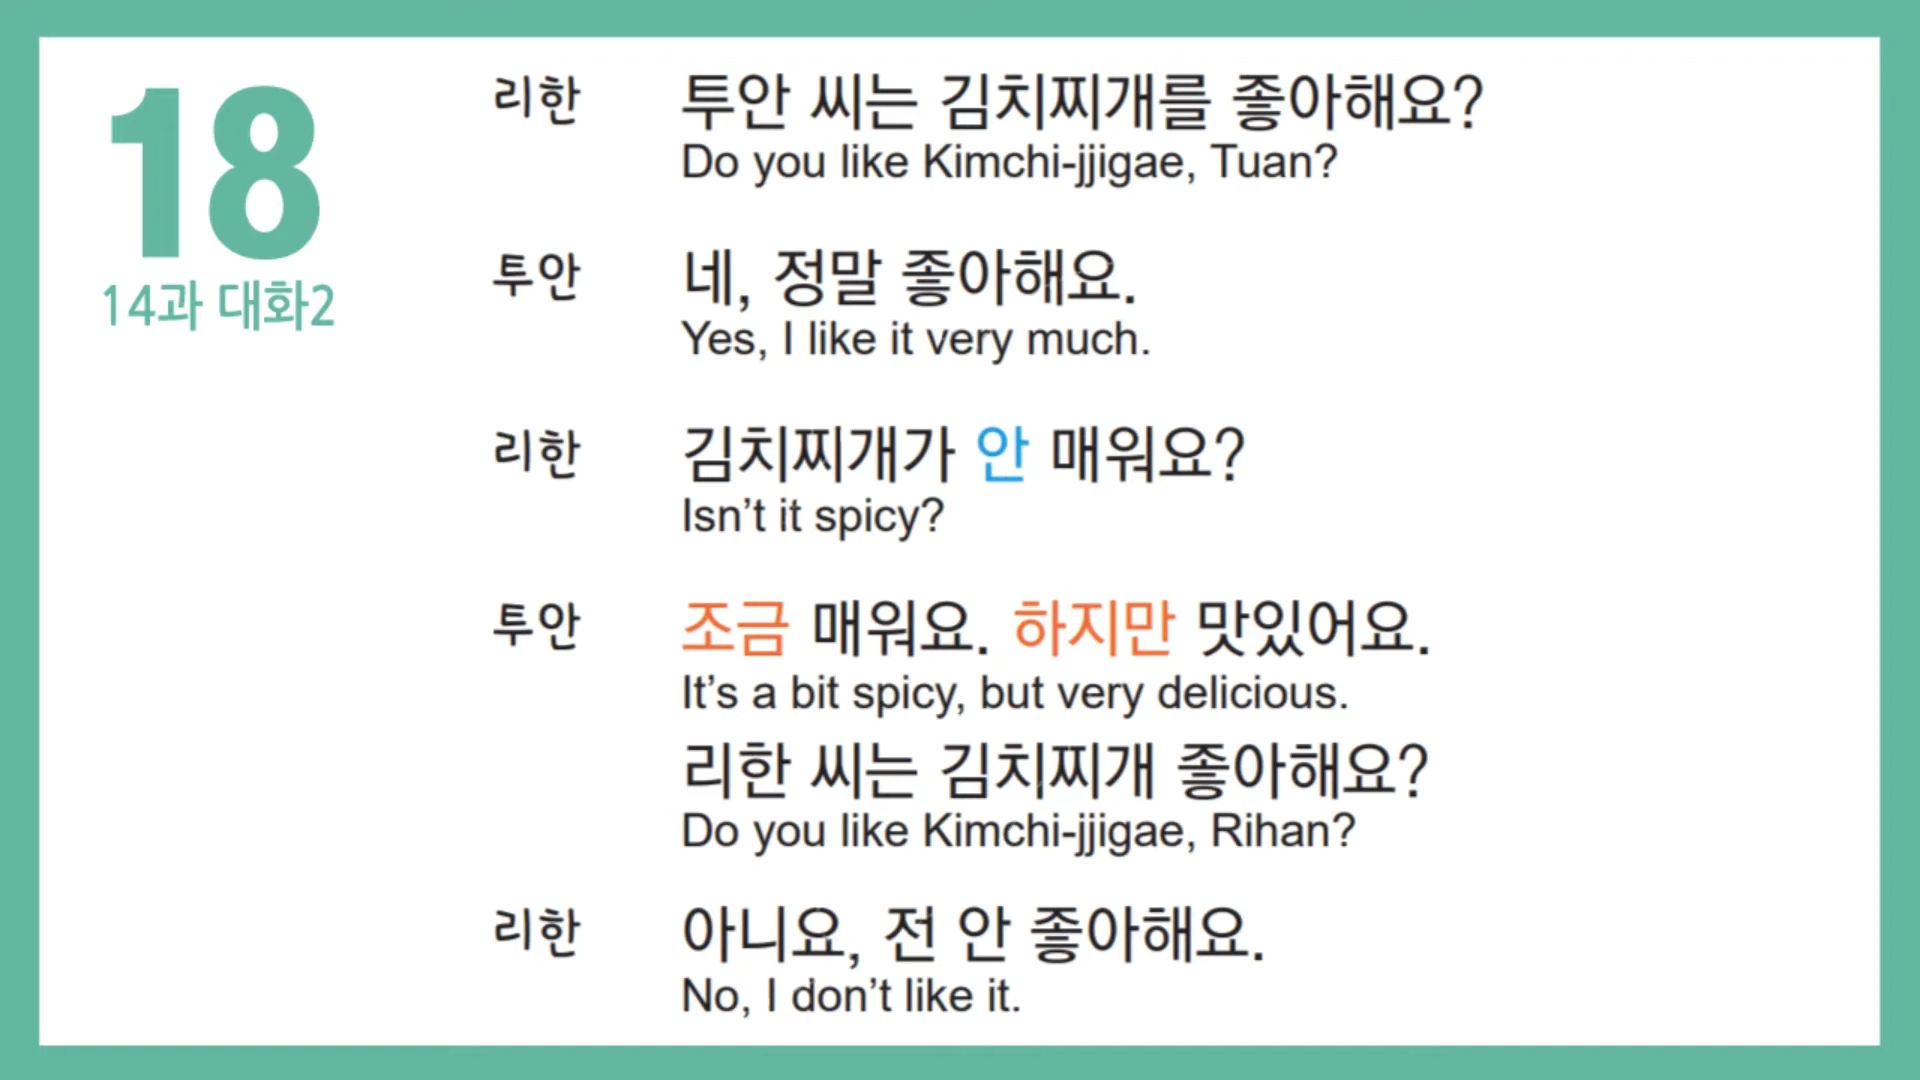 18
14과 대화2
리한 투안 씨는 김치찌개를 좋아해요?
Do you like Kimchi-jjigae, Tuan?
투안 네, 정말 좋아해요.
Yes, I like it very much.
리한 김치찌개가 안 매워요?
Isn’t it spicy?
투안 조금 매워요. 하지만 맛있어요.
It’s a bit spicy, but very delicious.
리한 씨는 김치찌개 좋아해요?
Do you like Kimchi-jjigae, Rihan?
리한 아니요, 전 안 좋아해요.
No, I don’t like it.